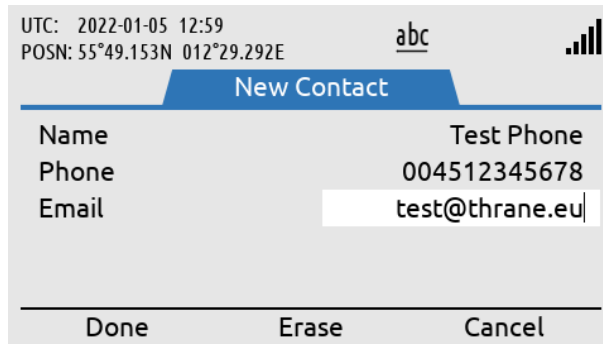 UTC: 2022-01-05 12:59
POSN: 55°49.153N 012°29.292E
abc
New Contact
Name Test Phone
Phone 004512345678
Email test@thrane.eu
Done Erase Cancel